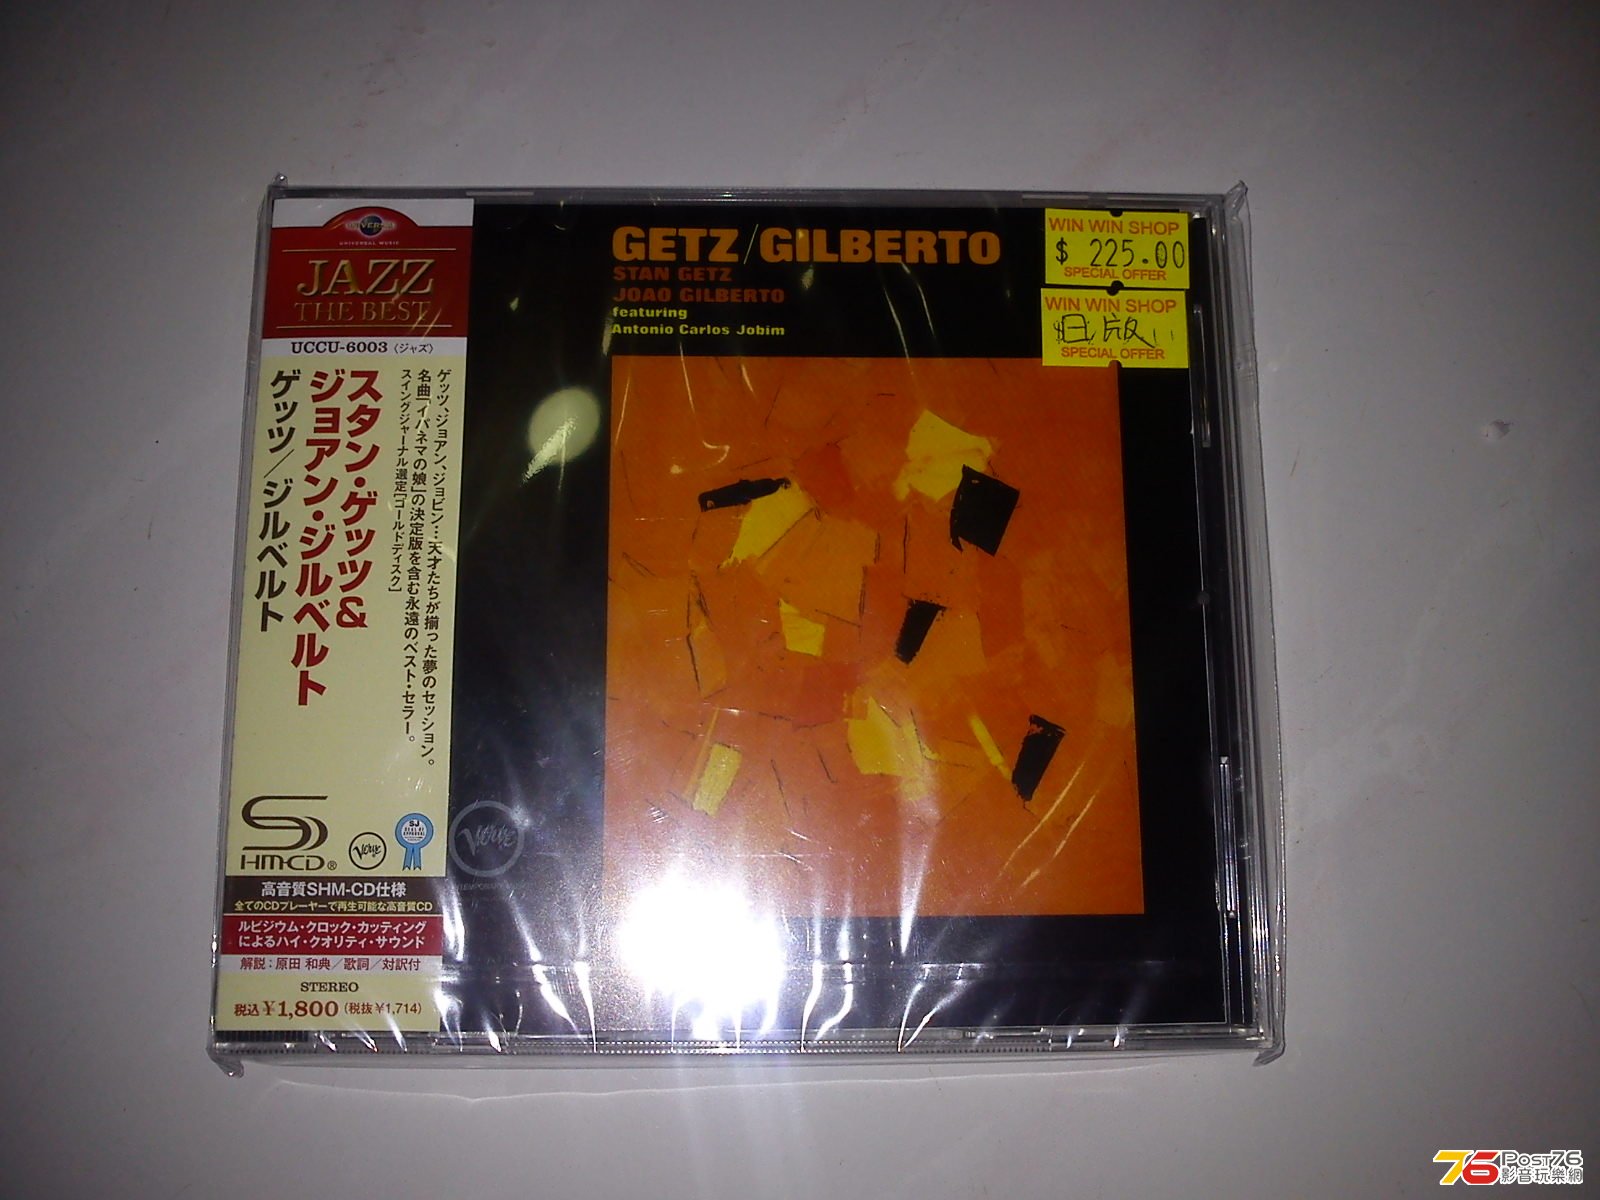 UNIVERSAL
UNIVERSAL MUSIC
JAZZ
THE BEST
UCCU-6003〈ジャズ〉
ゲッツ、ジョアン、ジョビン…天才たちが揃った夢のセッション。
名曲「イパネマの娘」の決定版を含む永遠のベスト・セラー。
スイングジャーナル選定[ゴールドディスク]
スタン・ゲッツ&
ジョアン・ジルベルト
ゲッツ/ジルベルト
SHM-CD®
Verve
SJ
高音質SHM-CD仕様
全てのCDプレーヤーで再生可能な高音質CD
ルビジウム・クロック・カッティング
によるハイ・クオリティ・サウンド
解説:原田 和典/歌詞/対訳付
STEREO
税込¥1,800(税抜¥1,714)
GETZ/GILBERTO
STAN GETZ
JOAO GILBERTO
featuring
Antonio Carlos Jobim
Verve
WIN WIN SHOP
$ 225.00
SPECIAL OFFER
WIN WIN SHOP
$日版
SPECIAL OFFER
76 Post76
影音玩樂網